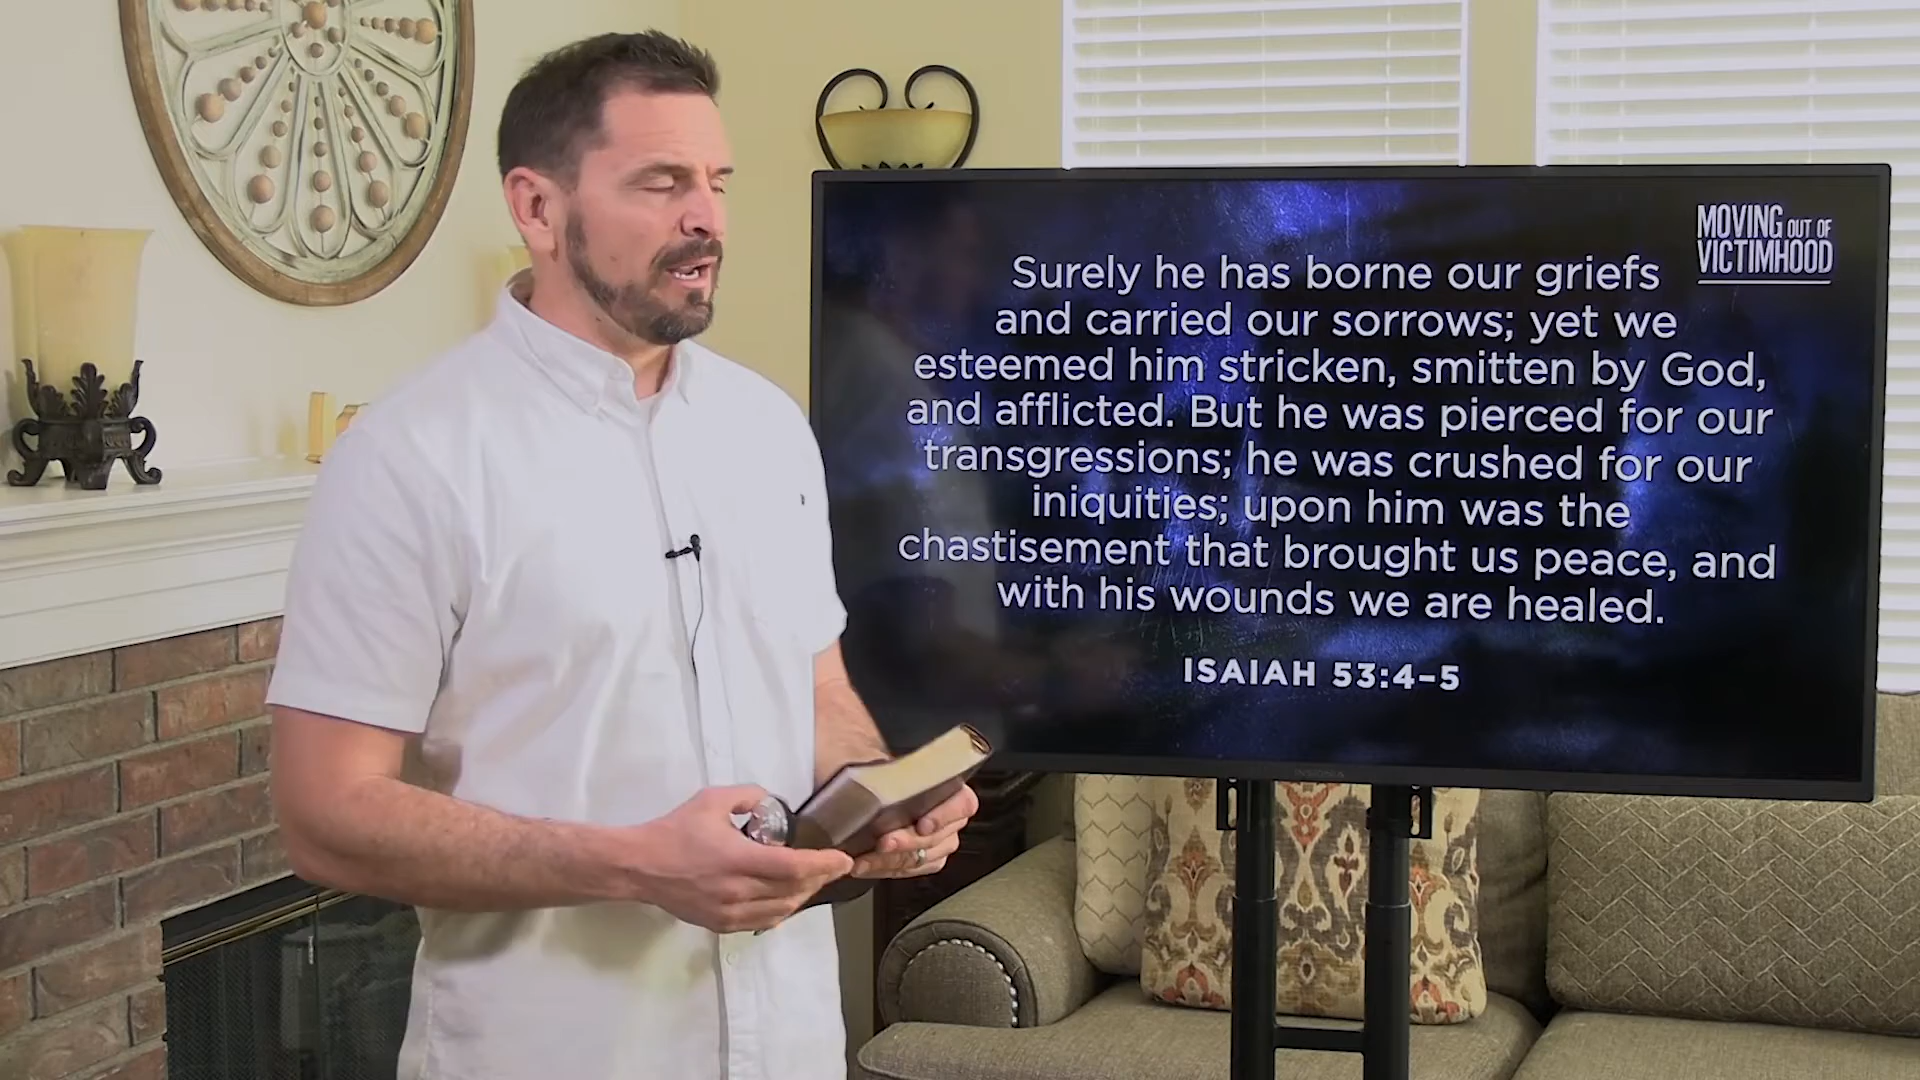 MOVING OUT OF
VICTIMHOOD
Surely he has borne our griefs
and carried our sorrows; yet we
esteemed him stricken, smitten by God,
and afflicted. But he was pierced for our
transgressions; he was crushed for our
iniquities; upon him was the
chastisement that brought us peace, and
with his wounds we are healed.
ISAIAH 53:4–5